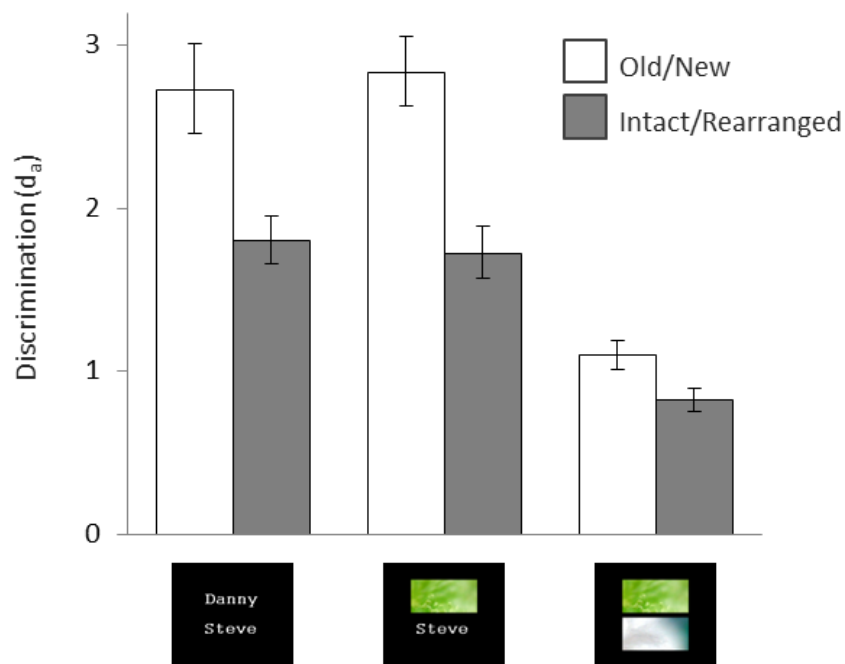 3
2
1
0
Discrimination (dₐ)
Old/New
Intact/Rearranged
Danny
Steve
Steve